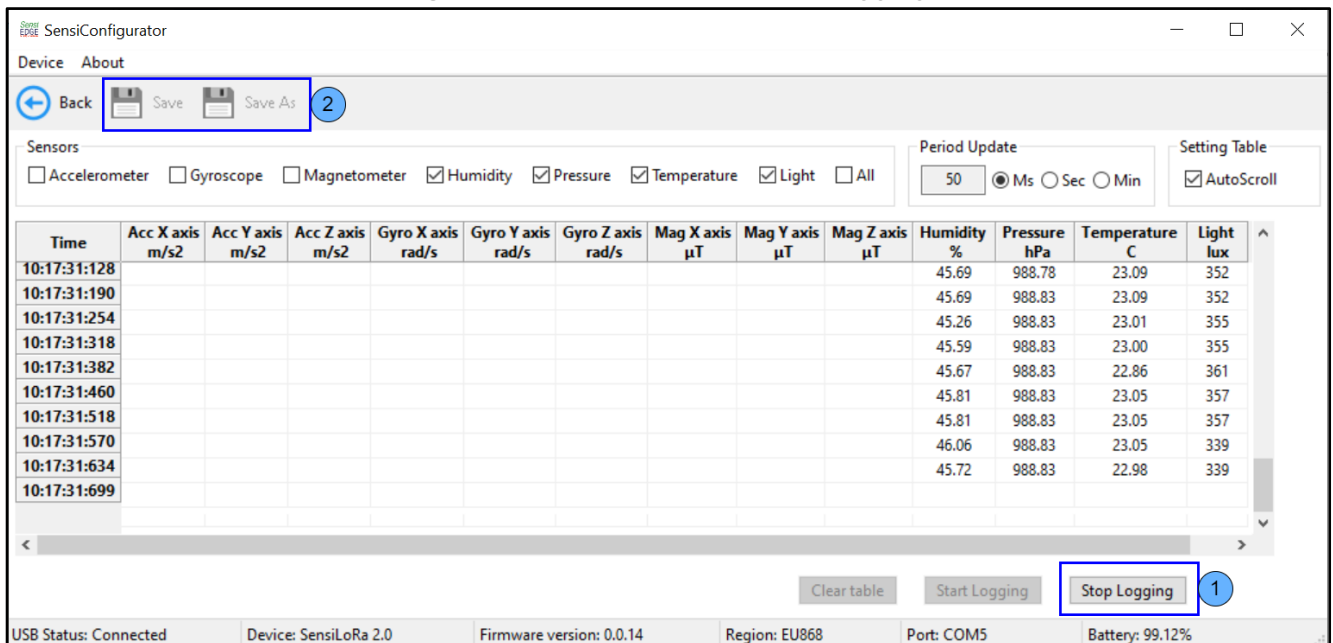 Sensi EDGE SensiConfigurator
Device About
Back Save Save As 2
Sensors Period Update Setting Table
Accelerometer Gyroscope Magnetometer Humidity Pressure Temperature Light All 50 Ms Sec Min AutoScroll
Time Acc X axis m/s2 Acc Y axis m/s2 Acc Z axis m/s2 Gyro X axis rad/s Gyro Y axis rad/s Gyro Z axis rad/s Mag X axis µT Mag Y axis µT Mag Z axis µT Humidity % Pressure hPa Temperature C Light lux
10:17:31:128 45.69 988.78 23.09 352
10:17:31:190 45.69 988.83 23.09 352
10:17:31:254 45.26 988.83 23.01 355
10:17:31:318 45.59 988.83 23.00 355
10:17:31:382 45.67 988.83 22.86 361
10:17:31:460 45.81 988.83 23.05 357
10:17:31:518 45.81 988.83 23.05 357
10:17:31:570 46.06 988.83 23.05 339
10:17:31:634 45.72 988.83 22.98 339
10:17:31:699
Clear table Start Logging Stop Logging 1
USB Status: Connected Device: SensiLoRa 2.0 Firmware version: 0.0.14 Region: EU868 Port: COM5 Battery: 99.12%